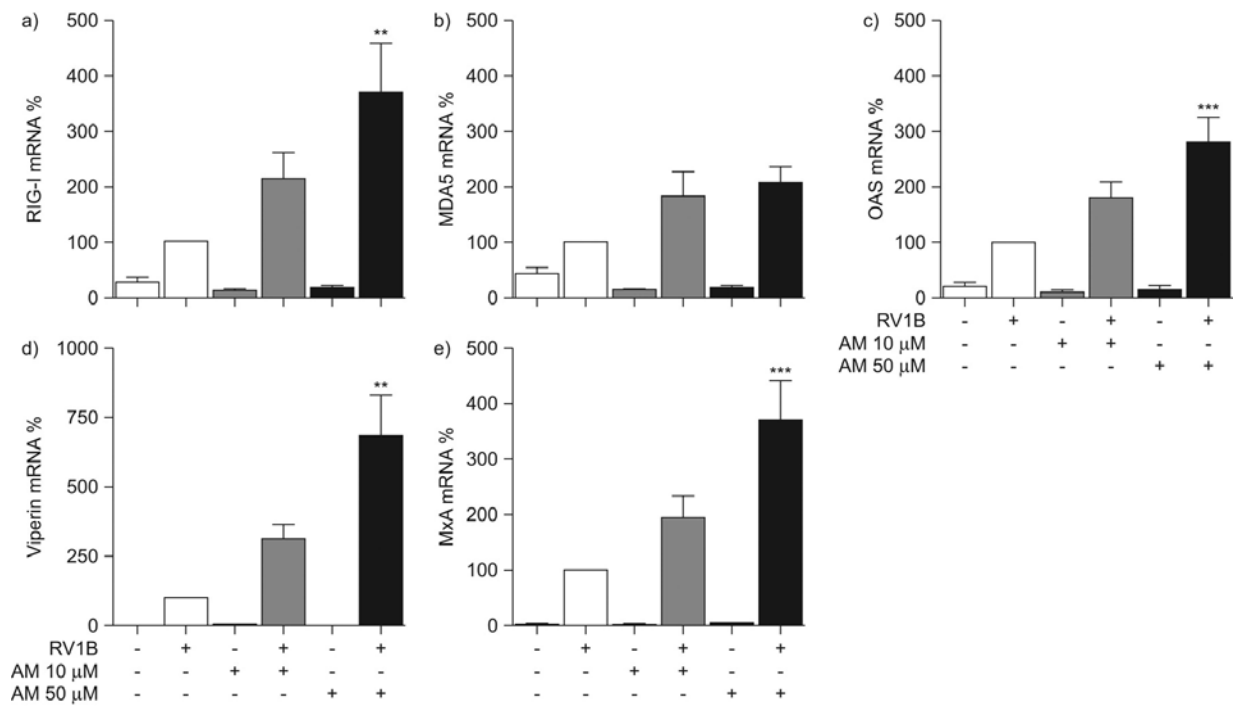 a)
500
400
300
200
100
0
RIG-I mRNA %
**
b)
500
400
300
200
100
0
MDA5 mRNA %
c)
500
400
300
200
100
0
OAS mRNA %
***
RV1B - + - + - +
AM 10 μM - - + + - -
AM 50 μM - - - - + +
d)
1000
750
500
250
0
Viperin mRNA %
**
RV1B - + - + - +
AM 10 μM - - + + - -
AM 50 μM - - - - + +
e)
500
400
300
200
100
0
MxA mRNA %
***
- + - + - +
- - + + - -
- - - - + +